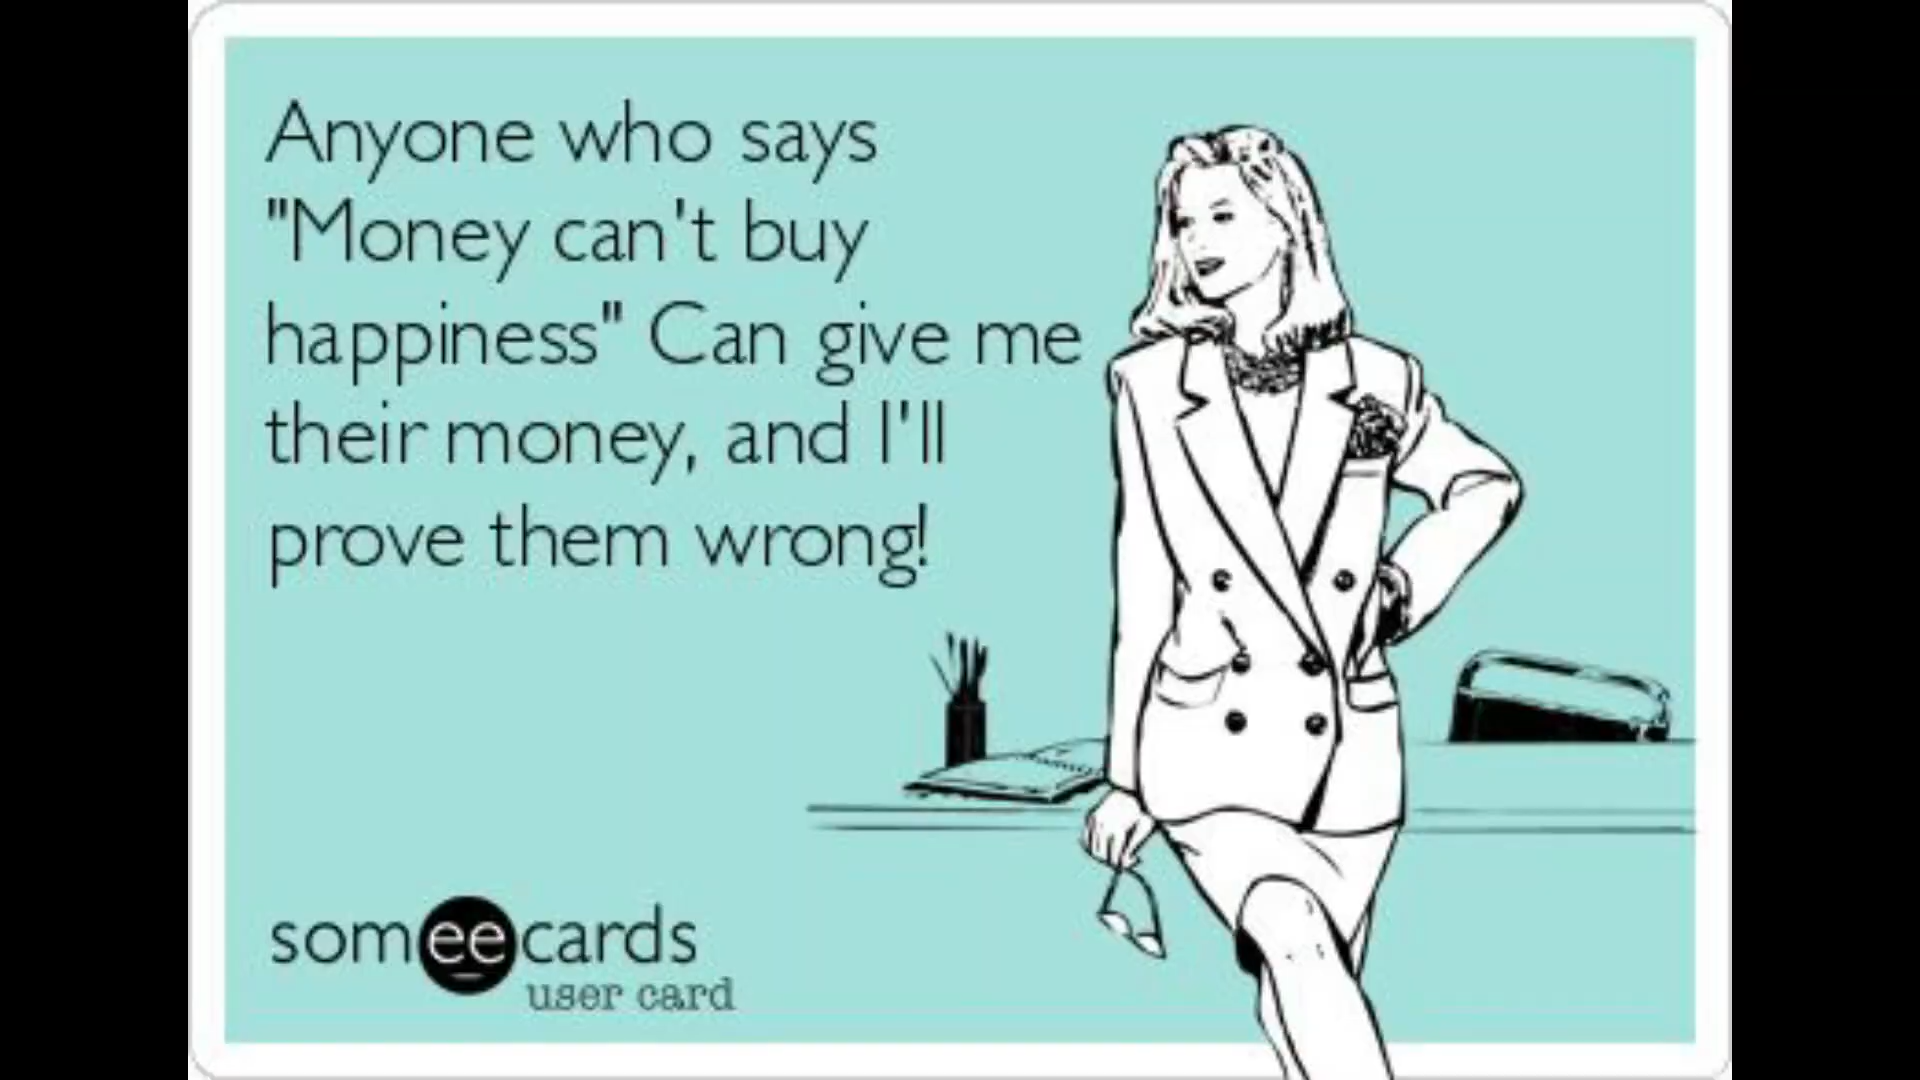 Anyone who says
"Money can't buy
happiness" Can give me
their money, and I'll
prove them wrong!
someecards
user card